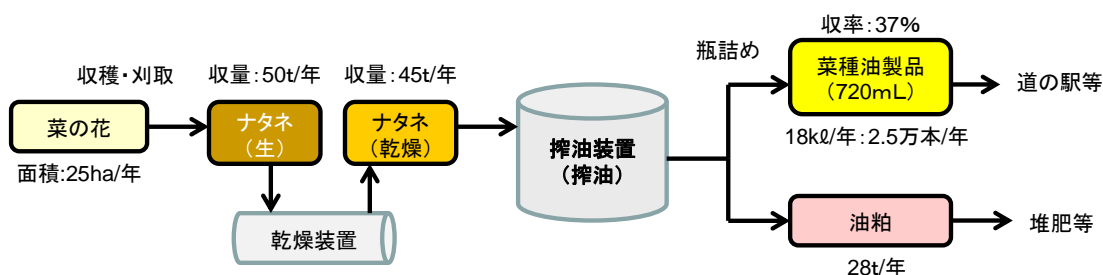 収穫・刈取
菜の花
面積:25ha/年
収量:50t/年
ナタネ
(生)
収量:45t/年
ナタネ
(乾燥)
乾燥装置
搾油装置
(搾油)
瓶詰め
収率:37%
菜種油製品
(720mL)
18kℓ/年:2.5万本/年
道の駅等
油粕
28t/年
堆肥等